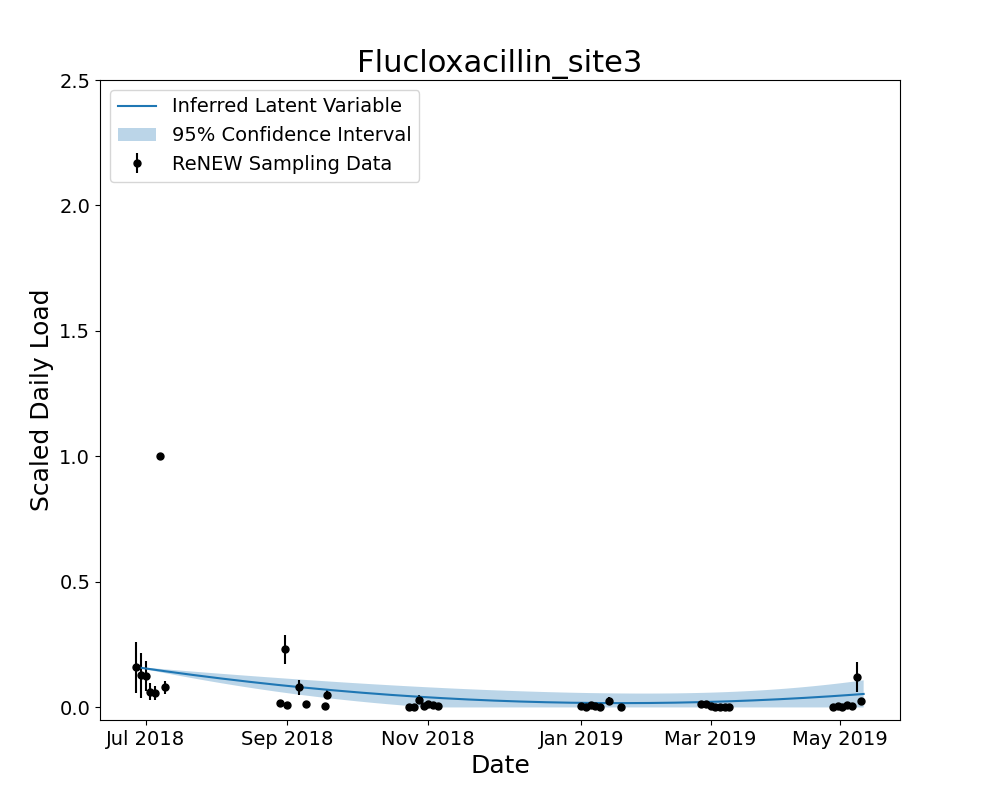 Flucloxacillin_site3
Inferred Latent Variable
95% Confidence Interval
ReNEW Sampling Data
Scaled Daily Load
2.5
2.0
1.5
1.0
0.5
0.0
Jul 2018 Sep 2018 Nov 2018 Jan 2019 Mar 2019 May 2019
Date